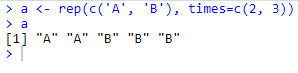 > a <- rep(c('A', 'B'), times=c(2, 3))
> a
[1] "A" "A" "B" "B" "B"
>